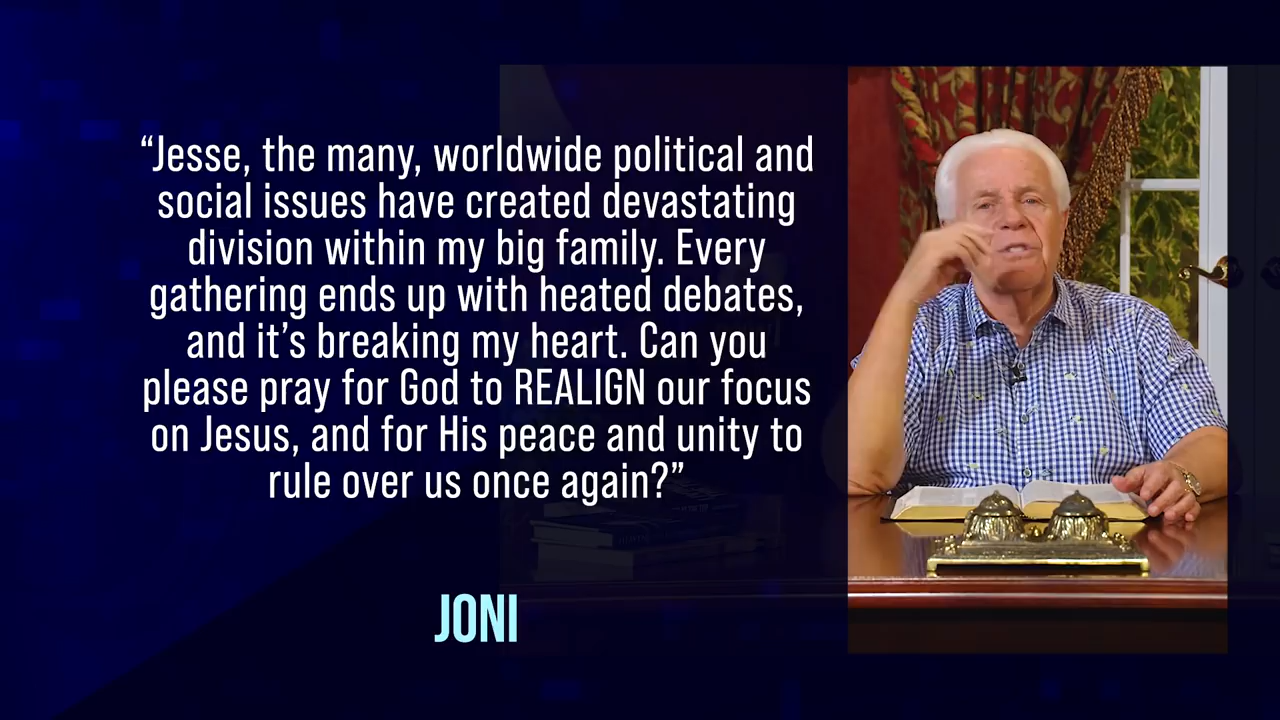 “Jesse, the many, worldwide political and
social issues have created devastating
division within my big family. Every
gathering ends up with heated debates,
and it’s breaking my heart. Can you
please pray for God to REALIGN our focus
on Jesus, and for His peace and unity to
rule over us once again?”
JONI